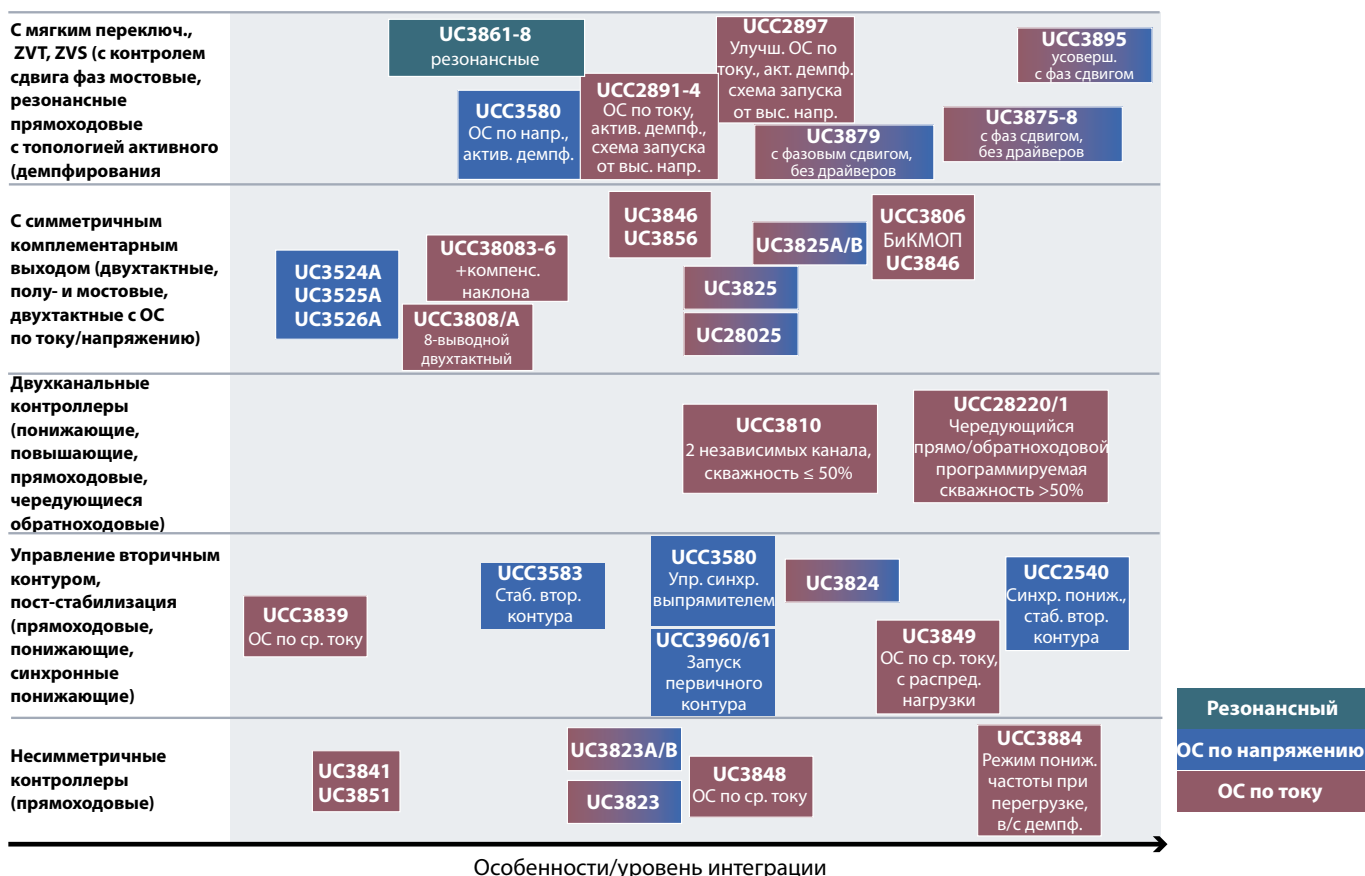 С мягким переключ.,
ZVT, ZVS (с контролем
сдвига фаз мостовые,
резонансные
прямоходовые
с топологией активного
(демпфирования
UC3861-8
резонансные
UCC3580
ОС по напр.,
актив. демпф.
UCC2891-4
ОС по току,
актив. демпф.,
схема запуска
от выс. напр.
UCC2897
Улучш. ОС по
току., акт. демпф.
схема запуска
от выс. напр.
UC3879
с фазовым сдвигом,
без драйверов
UCC3895
усоверш.
с фаз сдвигом
UC3875-8
с фаз сдвигом,
без драйверов
С симметричным
комплементарным
выходом (двухтактные,
полу- и мостовые,
двухтактные с ОС
по току/напряжению)
UC3524A
UC3525A
UC3526A
UCC38083-6
+компенс.
наклона
UCC3808/A
8-выводной
двухтактный
UC3846
UC3856
UC3825
UC28025
UC3825A/B
UCC3806
БиКМОП
UC3846
Двухканальные
контроллеры
(понижающие,
повышающие,
прямоходовые,
чередующиеся
обратноходовые)
UCC3810
2 независимых канала,
скважность ≤ 50%
UCC28220/1
Чередующийся
прямо/обратноходовой
программируемая
скважность >50%
Управление вторичным
контуром,
пост-стабилизация
(прямоходовые,
понижающие,
синхронные
понижающие)
UCC3839
ОС по ср. току
UCC3583
Стаб. втор.
контура
UCC3580
Упр. синхр.
выпрямителем
UCC3960/61
Запуск
первичного
контура
UC3824
UC3849
ОС по ср. току,
с распред.
нагрузки
UCC2540
Синхр. пониж.,
стаб. втор.
контура
Несимметричные
контроллеры
(прямоходовые)
UC3841
UC3851
UC3823A/B
UC3823
UC3848
ОС по ср. току
UCC3884
Режим пониж.
частоты при
перегрузке,
в/с демпф.
Резонансный
ОС по напряжению
ОС по току
Особенности/уровень интеграции